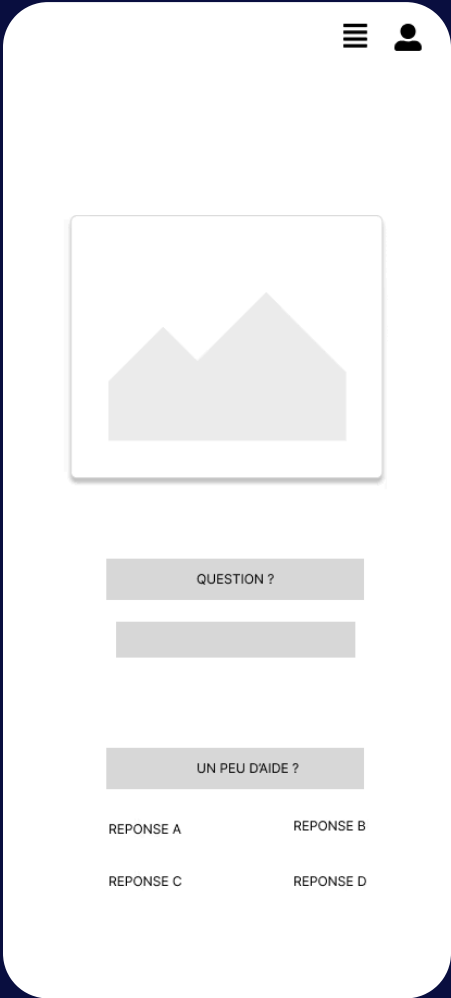 QUESTION ?
UN PEU D'AIDE ?
REPONSE A
REPONSE B
REPONSE C
REPONSE D